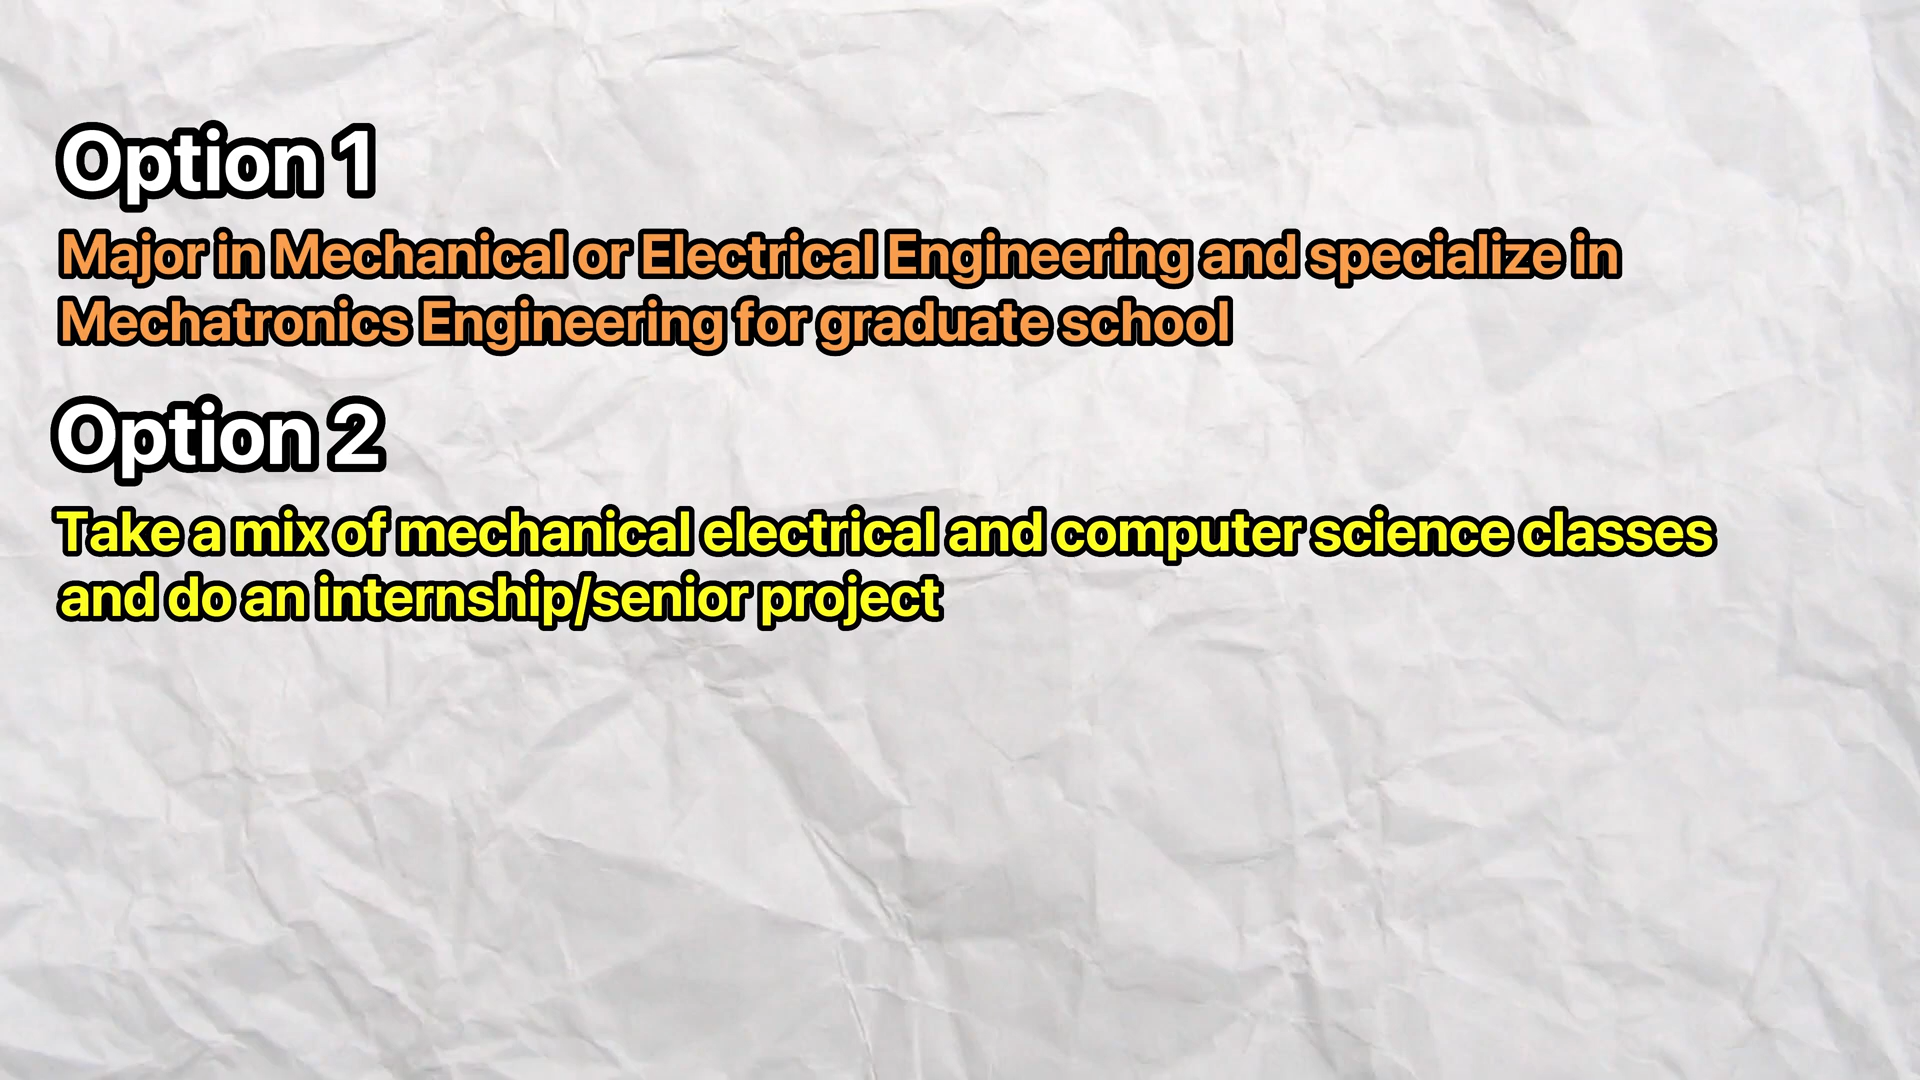 Option 1
Major in Mechanical or Electrical Engineering and specialize in
Mechatronics Engineering for graduate school
Option 2
Take a mix of mechanical electrical and computer science classes
and do an internship/senior project